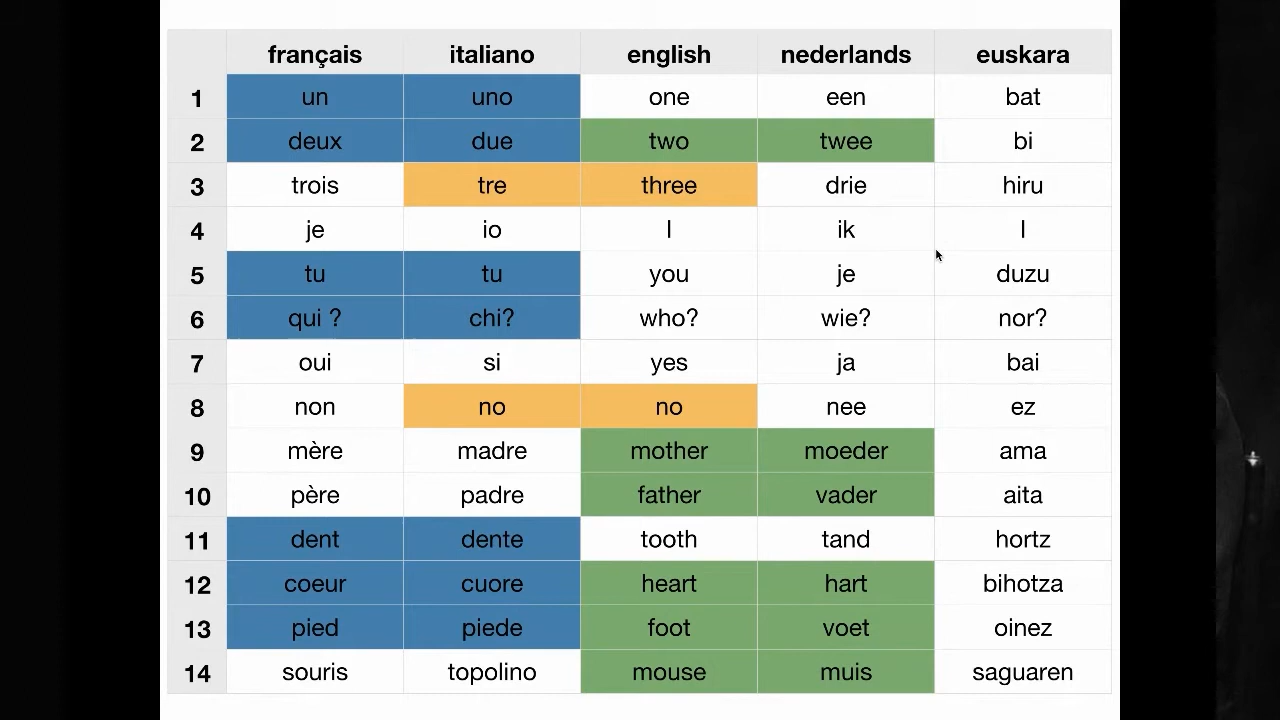 français italiano english nederlands euskara
1 un uno one een bat
2 deux due two twee bi
3 trois tre three drie hiru
4 je io I ik I
5 tu tu you je duzu
6 qui ? chi? who? wie? nor?
7 oui si yes ja bai
8 non no no nee ez
9 mère madre mother moeder ama
10 père padre father vader aita
11 dent dente tooth tand hortz
12 coeur cuore heart hart bihotza
13 pied piede foot voet oinez
14 souris topolino mouse muis saguaren